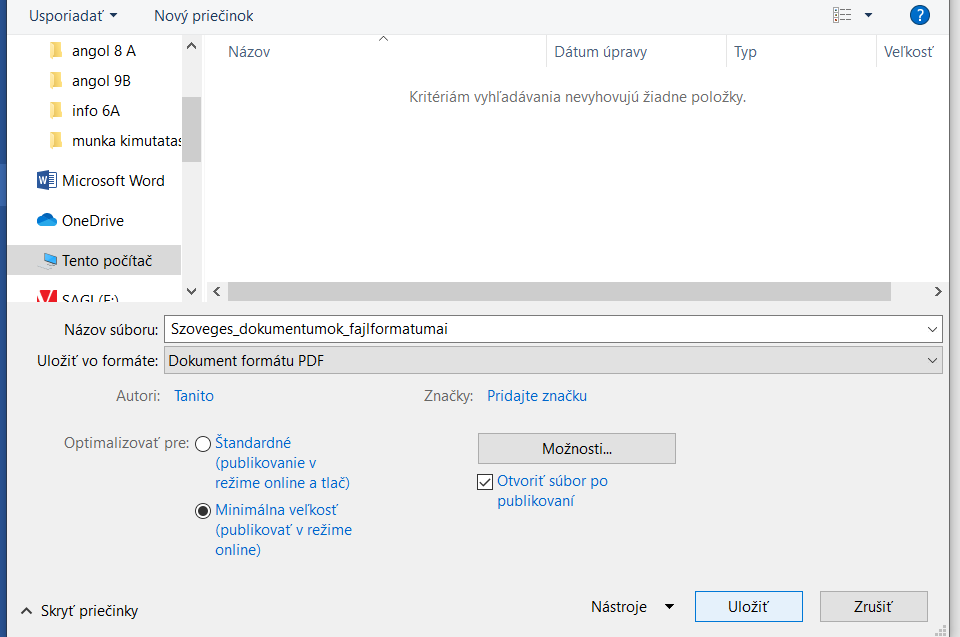 Usporiadať Nový priečinok
angol 8 A
angol 9B
info 6A
munka kimutatas
Microsoft Word
OneDrive
Tento počítač
SAGI (F:)
Názov Dátum úpravy Typ Veľkosť
Kritériám vyhľadávania nevyhovujú žiadne položky.
Názov súboru: Szoveges_dokumentumok_fajlformatumai
Uložiť vo formáte: Dokument formátu PDF
Autori: Tanito Značky: Pridajte značku
Optimalizovať pre: Štandardné
(publikovanie v
režime online a tlač)
Minimálna veľkosť
(publikovať v režime
online)
Možnosti...
Otvoriť súbor po
publikovaní
Skryť priečinky Nástroje Uložiť Zrušiť